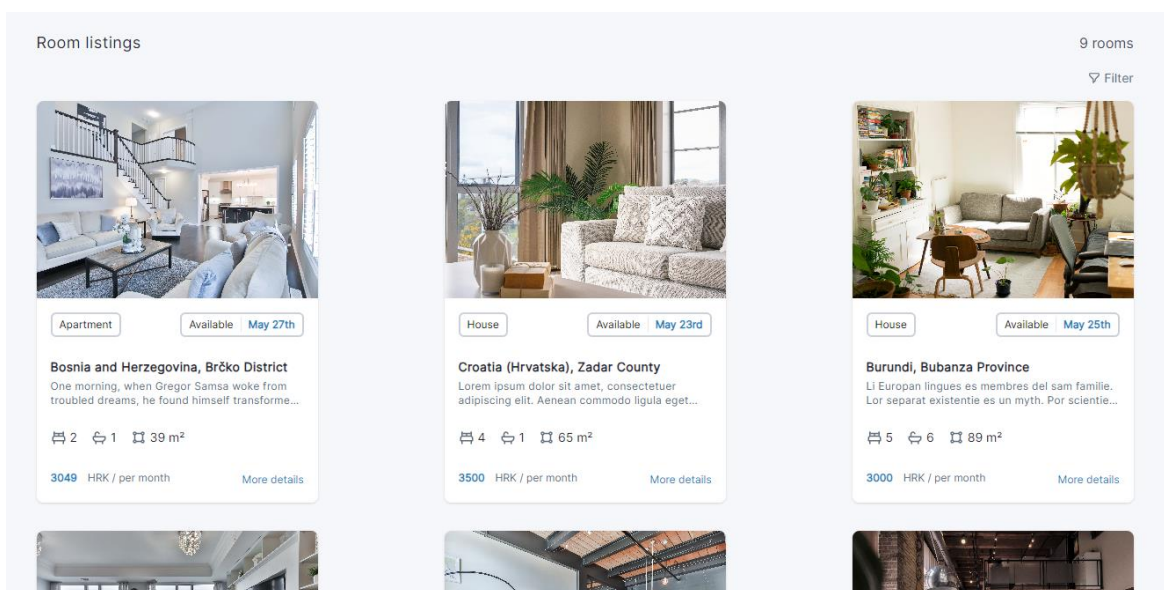 Room listings
9 rooms
Filter
Apartment
Available May 27th
Bosnia and Herzegovina, Brčko District
One morning, when Gregor Samsa woke from
troubled dreams, he found himself transforme...
2 1 39 m²
3049 HRK / per month
More details
House
Available May 23rd
Croatia (Hrvatska), Zadar County
Lorem ipsum dolor sit amet, consectetuer
adipiscing elit. Aenean commodo ligula eget...
4 1 65 m²
3500 HRK / per month
More details
House
Available May 25th
Burundi, Bubanza Province
Li Europan lingues es membres del sam familie.
Lor separat existentie es un myth. Por scientie...
5 6 89 m²
3000 HRK / per month
More details